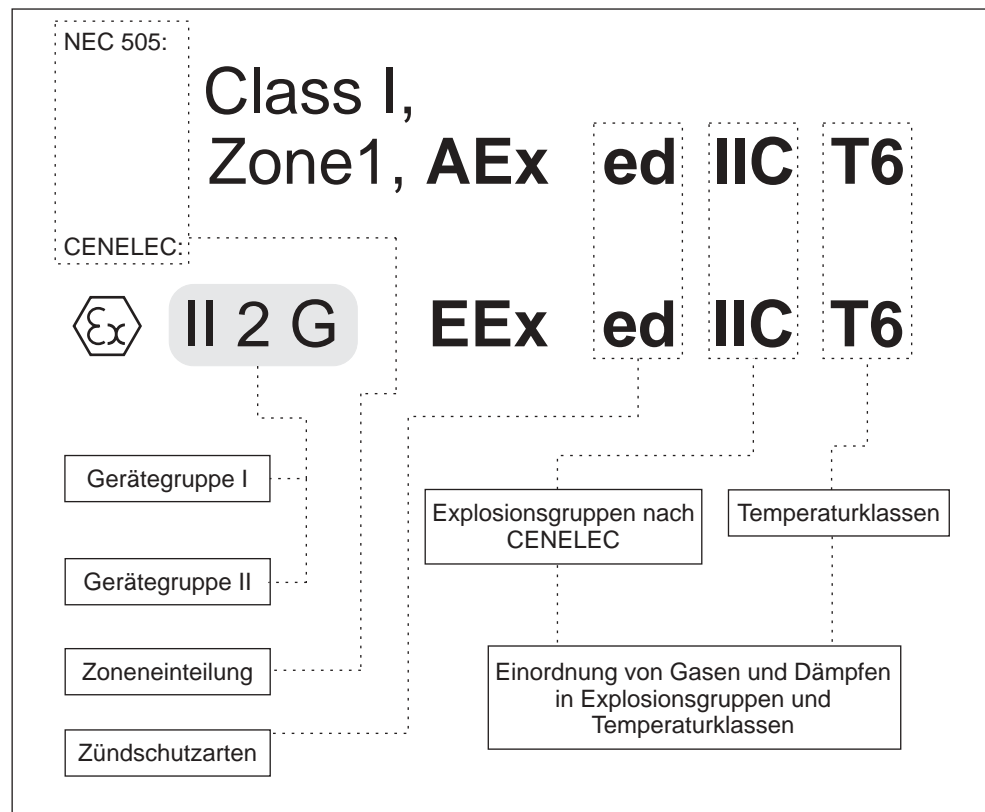 NEC 505:
Class I,
Zone1, AEx ed IIC T6
CENELEC:
Ex II 2 G EEx ed IIC T6
Gerätegruppe I
Explosionsgruppen nach
CENELEC
Temperaturklassen
Gerätegruppe II
Zoneneinteilung
Einordnung von Gasen und Dämpfen
in Explosionsgruppen und
Temperaturklassen
Zündschutzarten